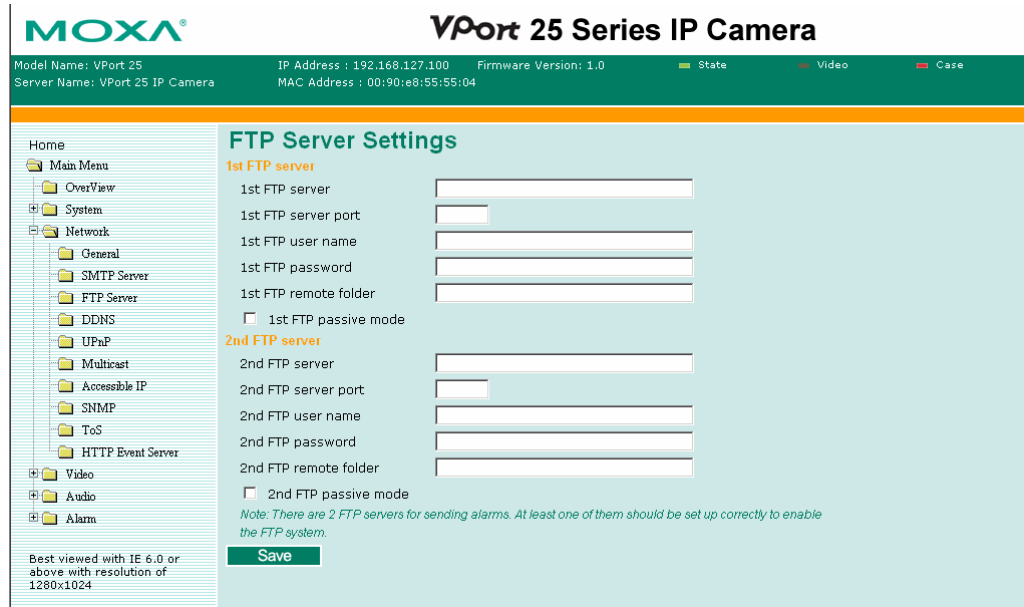 MOXA®
VPort 25 Series IP Camera
Model Name: VPort 25
IP Address : 192.168.127.100
Firmware Version: 1.0
State
Video
Case
Server Name: VPort 25 IP Camera
MAC Address : 00:90:e8:55:55:04
Home
Main Menu
OverView
System
Network
General
SMTP Server
FTP Server
DDNS
UPnP
Multicast
Accessible IP
SNMP
ToS
HTTP Event Server
Video
Audio
Alarm
Best viewed with IE 6.0 or
above with resolution of
1280x1024
FTP Server Settings
1st FTP server
1st FTP server
1st FTP server port
1st FTP user name
1st FTP password
1st FTP remote folder
1st FTP passive mode
2nd FTP server
2nd FTP server
2nd FTP server port
2nd FTP user name
2nd FTP password
2nd FTP remote folder
2nd FTP passive mode
Note: There are 2 FTP servers for sending alarms. At least one of them should be set up correctly to enable
the FTP system.
Save